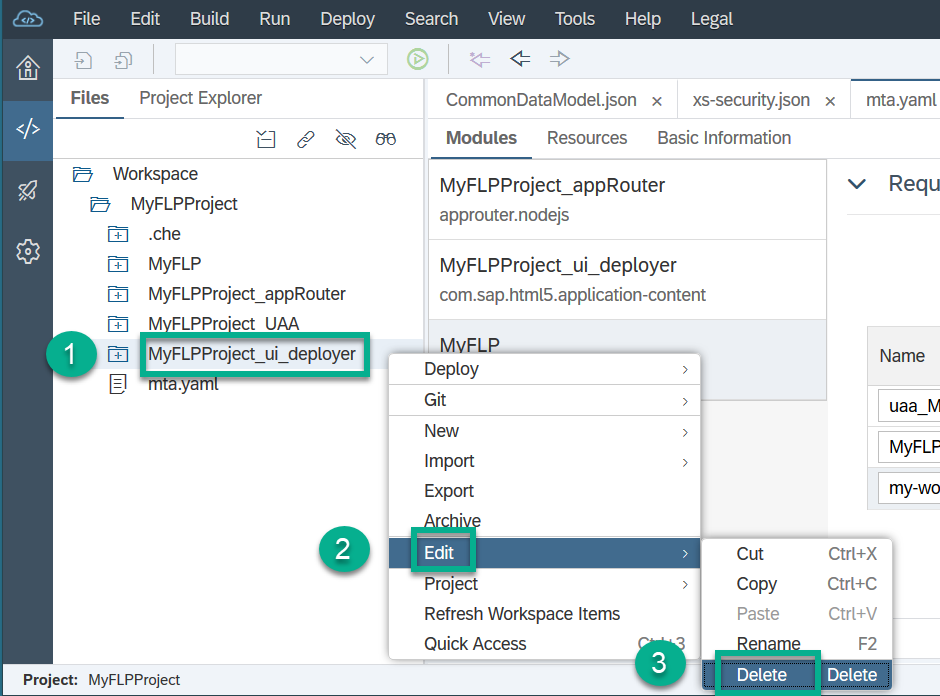 File Edit Build Run Deploy Search View Tools Help Legal
Files Project Explorer
CommonDataModel.json × xs-security.json × mta.yaml
Modules Resources Basic Information
Workspace
MyFLPProject
.che
MyFLP
MyFLPProject_appRouter
MyFLPProject_UAA
1 MyFLPProject_ui_deployer
mta.yaml
MyFLPProject_appRouter
approuter.nodejs
MyFLPProject_ui_deployer
com.sap.html5.application-content
MyFLP
Requ
Name
uaa_M
MyFLP
my-wo
Deploy
Git
New
Import
Export
Archive
2 Edit
Project
Refresh Workspace Items
Quick Access Ctrl+3
Cut Ctrl+X
Copy Ctrl+C
Paste Ctrl+V
Rename F2
3 Delete Delete
Project: MyFLPProject